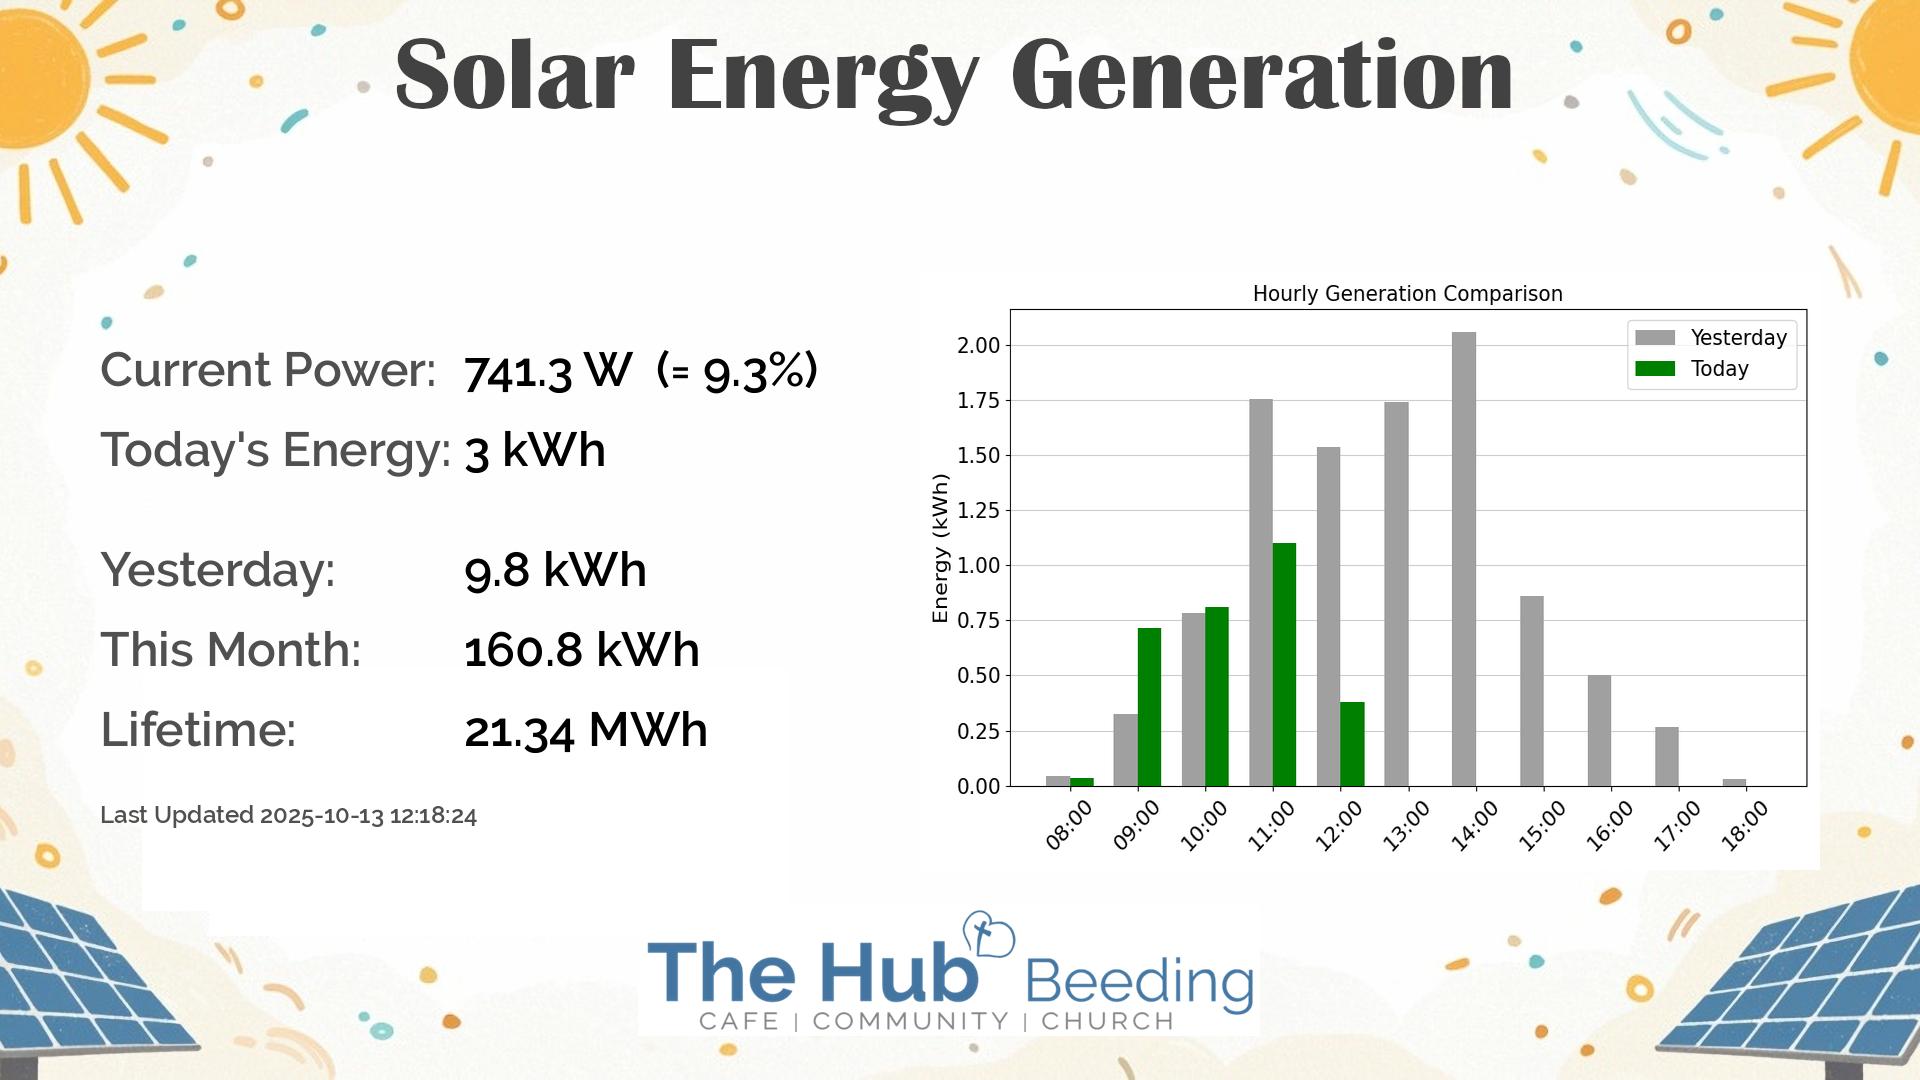 Solar Energy Generation
Current Power: 741.3 W (= 9.3%)
Today's Energy: 3 kWh
Yesterday: 9.8 kWh
This Month: 160.8 kWh
Lifetime: 21.34 MWh
Last Updated 2025-10-13 12:18:24
Hourly Generation Comparison
Yesterday
Today
Energy (kWh)
2.00
1.75
1.50
1.25
1.00
0.75
0.50
0.25
0.00
08:00 09:00 10:00 11:00 12:00 13:00 14:00 15:00 16:00 17:00 18:00
The Hub Beeding
CAFE | COMMUNITY | CHURCH